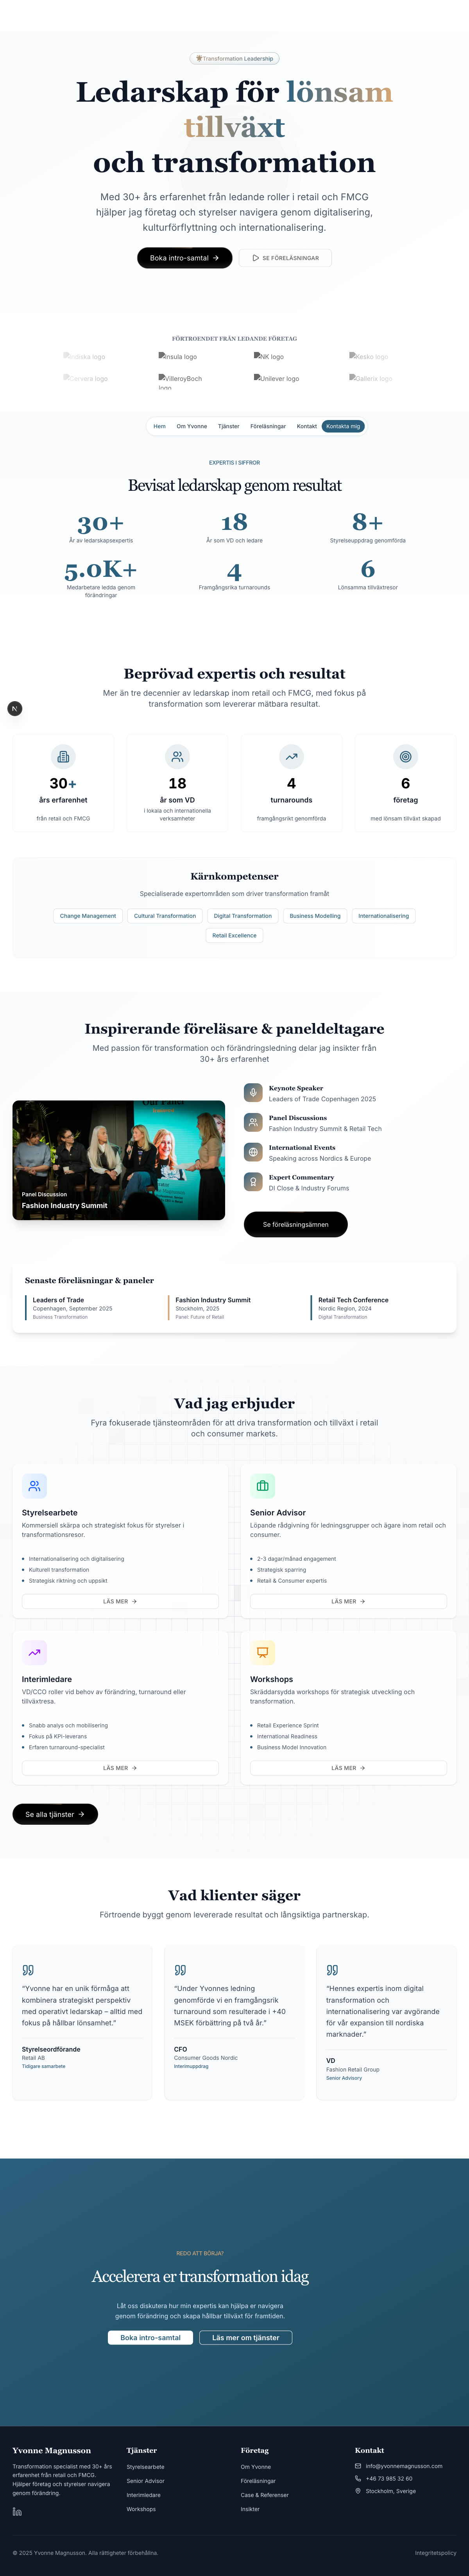 Transformation Leadership
Ledarskap för lönsam
tillväxt
och transformation
Med 30+ års erfarenhet från ledande roller i retail och FMCG
hjälper jag företag och styrelser navigera genom digitalisering,
kulturförflyttning och internationalisering.
Boka intro-samtal
SE FÖRELÄSNINGAR
FÖRTROENDET FRÅN LEDANDE FÖRETAG
Indiska logo
Insula logo
NK logo
Kesko logo
Cervera logo
VilleroyBoch
logo
Unilever logo
Galleria logo
Hem
Om Yvonne
Tjänster
Föreläsningar
Kontakt
Kontakta mig
EXPERTIS I SIFFROR
Bevisat ledarskap genom resultat
30+
År av ledarskapsexpertis
18
År som VD och ledare
8+
Styrelseuppdrag genomförda
5.0K+
Medarbetare ledda genom
förändringar
4
Framgångsrika turnarounds
6
Lönsamma tillväxtresor
Beprövad expertis och resultat
Mer än tre decennier av ledarskap inom retail och FMCG, med fokus på
transformation som levererar mätbara resultat.
N
30+
års erfarenhet
från retail och FMCG
18
år som VD
i lokala och internationella
verksamheter
4
turnarounds
framgångsrikt genomförda
6
företag
med lönsam tillväxt skapad
Kärnkompetenser
Specialiserade expertområden som driver transformation framåt
Change Management
Cultural Transformation
Digital Transformation
Business Modelling
Internationalisering
Retail Excellence
Inspirerande föreläsare & paneldeltagare
Med passion för transformation och förändringsledning delar jag insikter från
30+ års erfarenhet
Our Panel
Panel Discussion
Fashion Industry Summit
Keynote Speaker
Leaders of Trade Copenhagen 2025
Panel Discussions
Fashion Industry Summit & Retail Tech
International Events
Speaking across Nordics & Europe
Expert Commentary
DI Close & Industry Forums
Se föreläsningsämnen
Senaste föreläsningar & paneler
Leaders of Trade
Copenhagen, September 2025
Business Transformation
Fashion Industry Summit
Stockholm, 2025
Panel: Future of Retail
Retail Tech Conference
Nordic Region, 2024
Digital Transformation
Vad jag erbjuder
Fyra fokuserade tjänsteområden för att driva transformation och tillväxt i retail
och consumer markets.
Styrelsearbete
Kommersiell skärpa och strategiskt fokus för styrelser i
transformationsresor.
Internationalisering och digitalisering
Kulturell transformation
Strategisk riktning och uppsikt
LÄS MER
Senior Advisor
Löpande rådgivning för ledningsgrupper och ägare inom retail och
consumer.
2-3 dagar/månad engagement
Strategisk sparring
Retail & Consumer expertis
LÄS MER
Interimledare
VD/CCO roller vid behov av förändring, turnaround eller
tillväxtresa.
Snabb analys och mobilisering
Fokus på KPI-leverans
Erfaren turnaround-specialist
LÄS MER
Workshops
Skräddarsydda workshops för strategisk utveckling och
transformation.
Retail Experience Sprint
International Readiness
Business Model Innovation
LÄS MER
Se alla tjänster
Vad klienter säger
Förtroende byggt genom levererade resultat och långsiktiga partnerskap.
"Yvonne har en unik förmåga att
kombinera strategiskt perspektiv
med operativt ledarskap – alltid med
fokus på hållbar lönsamhet."
Styrelseordförande
Retail AB
Tidigare samarbete
"Under Yvonnes ledning
genomförde vi en framgångsrik
turnaround som resulterade i +40
MSEK förbättring på två år."
CFO
Consumer Goods Nordic
Interimuppdrag
"Hennes expertis inom digital
transformation och
internationalisering var avgörande
för vår expansion till nordiska
marknader."
VD
Fashion Retail Group
Senior Advisory
REDO ATT BÖRJA?
Accelerera er transformation idag
Låt oss diskutera hur min expertis kan hjälpa er navigera
genom förändring och skapa hållbar tillväxt för framtiden.
Boka intro-samtal
Läs mer om tjänster
Yvonne Magnusson
Transformation specialist med 30+ års
erfarenhet från retail och FMCG.
Hjälper företag och styrelser navigera
genom förändring.
Tjänster
Styrelsearbete
Senior Advisor
Interimledare
Workshops
Företag
Om Yvonne
Föreläsningar
Case & Referenser
Insikter
Kontakt
info@yvonnemagnusson.com
+46 73 985 32 60
Stockholm, Sverige
© 2025 Yvonne Magnusson. Alla rättigheter förbehållna.
Integritetspolicy